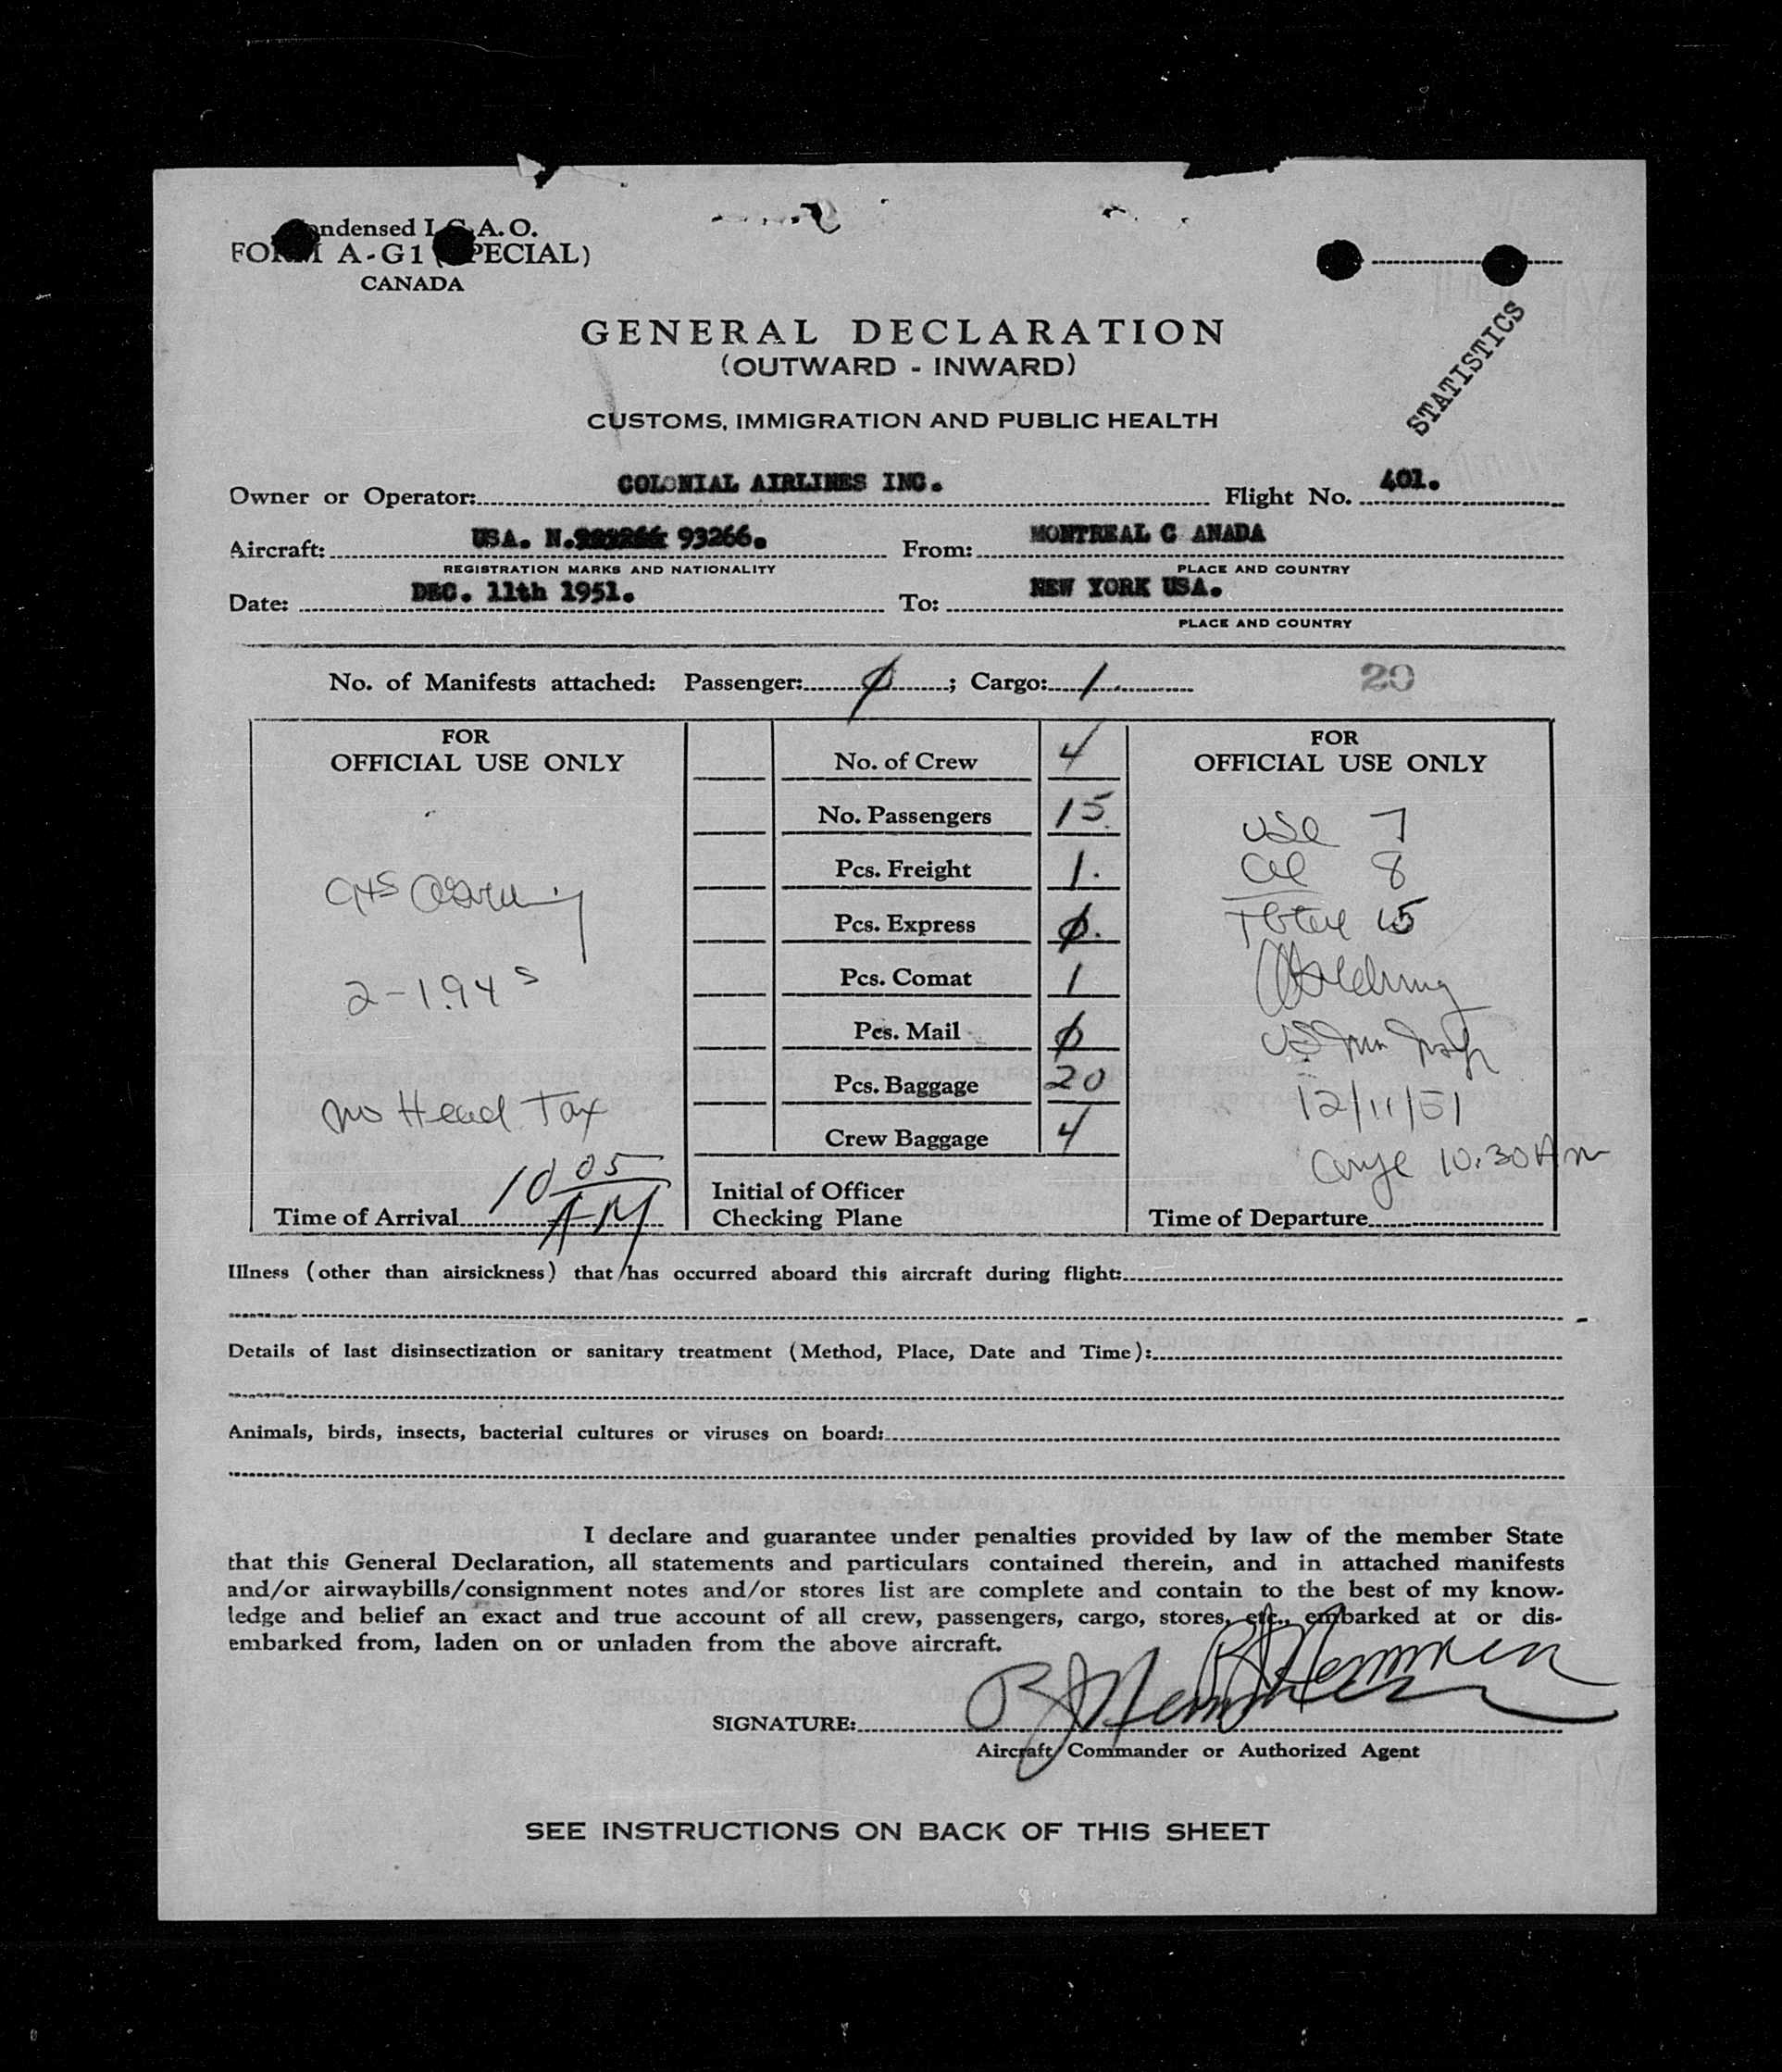 Condensed I.C.A.O.
FORM A-G1 (SPECIAL)
CANADA
STATISTICS
GENERAL DECLARATION
(OUTWARD - INWARD)
CUSTOMS, IMMIGRATION AND PUBLIC HEALTH
Owner or Operator: COLONIAL AIRLINES INC. Flight No. 401.
Aircraft: USA. N. 93266. From: MONTREAL C ANADA
REGISTRATION MARKS AND NATIONALITY PLACE AND COUNTRY
Date: DEC. 11th 1951. To: NEW YORK USA.
PLACE AND COUNTRY
No. of Manifests attached: Passenger: ϕ ; Cargo: 1 20
FOR
OFFICIAL USE ONLY
2-194s
No Head Tax
Time of Arrival 10 05 AM
No. of Crew 4
No. Passengers 15
Pcs. Freight 1.
Pcs. Express ϕ.
Pcs. Comat 1
Pcs. Mail ϕ
Pcs. Baggage 20
Crew Baggage 4
Initial of Officer
Checking Plane
FOR
OFFICIAL USE ONLY
USC 7
8
Total 15
12/11/51
10:30 AM
Time of Departure
Illness (other than airsickness) that has occurred aboard this aircraft during flight:
Details of last disinsectization or sanitary treatment (Method, Place, Date and Time):
Animals, birds, insects, bacterial cultures or viruses on board:
I declare and guarantee under penalties provided by law of the member State
that this General Declaration, all statements and particulars contained therein, and in attached manifests
and/or airwaybills/consignment notes and/or stores list are complete and contain to the best of my know-
ledge and belief an exact and true account of all crew, passengers, cargo, stores, etc., embarked at or dis-
embarked from, laden on or unladen from the above aircraft.
SIGNATURE:
Aircraft Commander or Authorized Agent
SEE INSTRUCTIONS ON BACK OF THIS SHEET